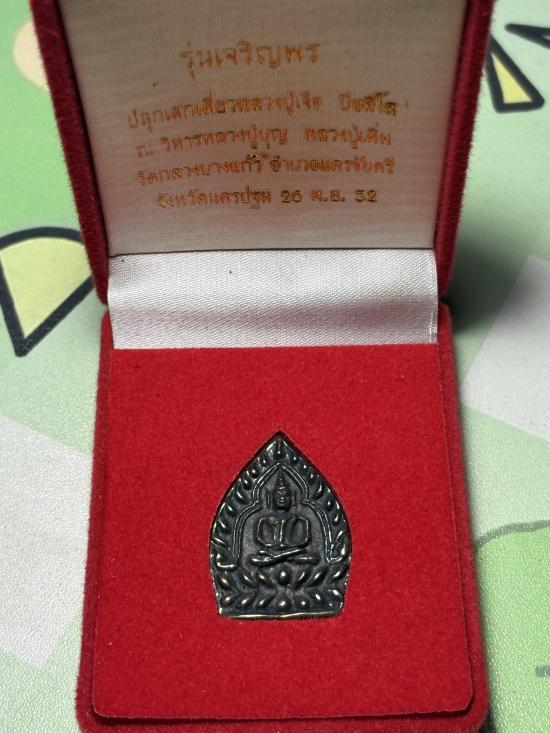 รุ่นเจริญพร
ปลุกเสกเดี่ยวหลวงปู่เจือ ปิยสีโล
ณ วิหารหลวงปู่บุญ หลวงปู่เพิ่ม
วัดกลางบางแก้ว อำเภอนครชัยศรี
จังหวัดนครปฐม 26 พ.ย. 52